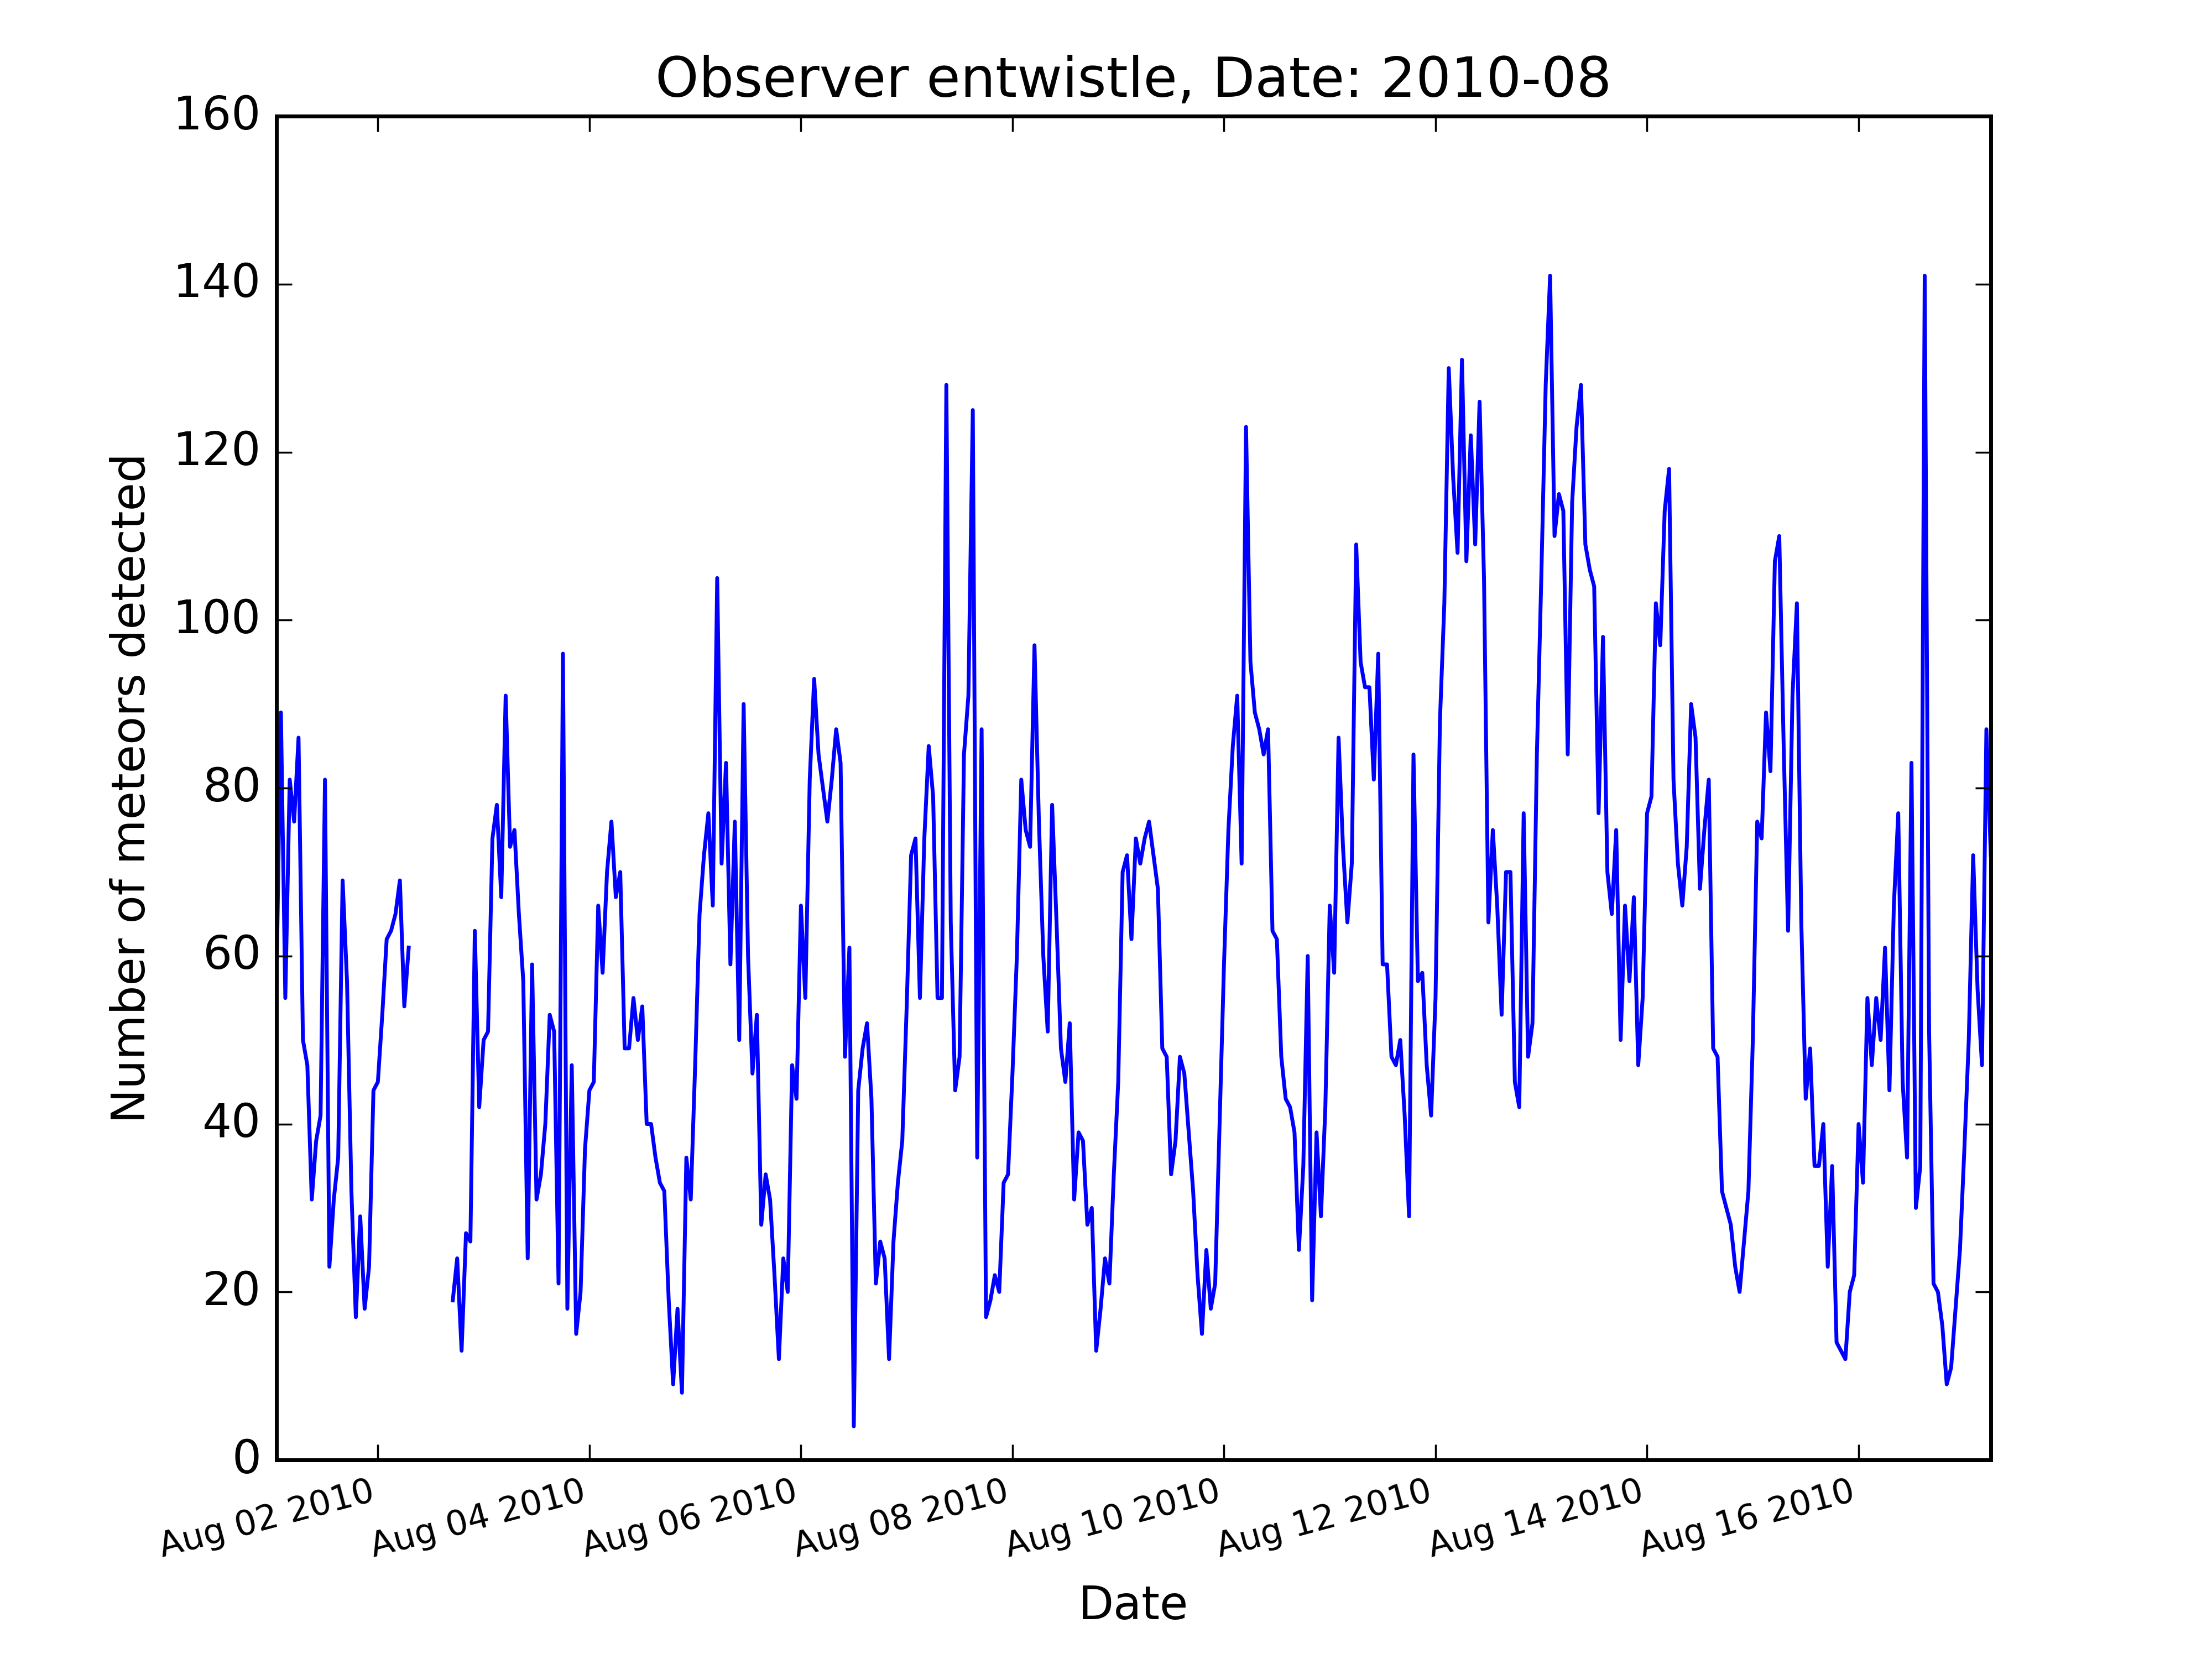 Observer entwistle, Date: 2010-08
160
140
120
100
80
60
40
20
0
Number of meteors detected
Aug 02 2010
Aug 04 2010
Aug 06 2010
Aug 08 2010
Aug 10 2010
Aug 12 2010
Aug 14 2010
Aug 16 2010
Date